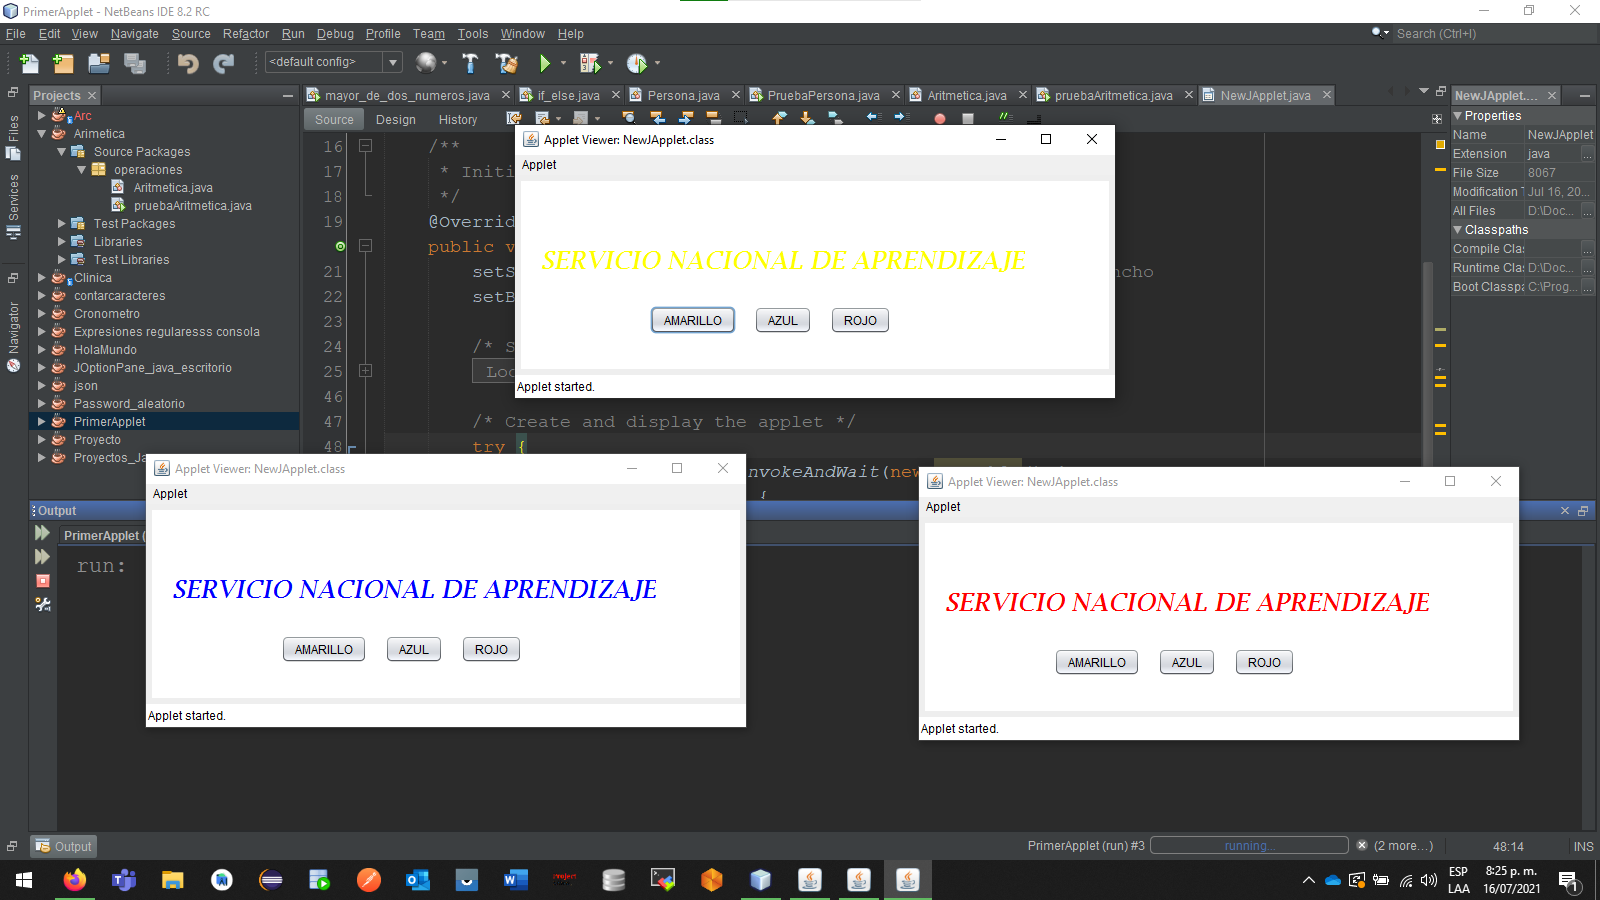 PrimerApplet - NetBeans IDE 8.2 RC
File Edit View Navigate Source Refactor Run Debug Profile Team Tools Window Help
Search (Ctrl+I)
<default config>
Projects
mayor_de_dos_numeros.java
if_else.java
Persona.java
PruebaPersona.java
Aritmetica.java
pruebaAritmetica.java
NewJApplet.java
Source Design History
Files
Services
Navigator
Arc
Arimetica
Source Packages
operaciones
Aritmetica.java
pruebaAritmetica.java
Test Packages
Libraries
Test Libraries
Clinica
contarcaracteres
Cronometro
Expresiones regularesss consola
HolaMundo
JOptionPane_java_escritorio
json
Password_aleatorio
PrimerApplet
Proyecto
Proyectos_Ja
16 /**
17 * Initi
18 */
19 @Overrid
public v
21 setS ncho
22 setB
23
24 /* S
25 Loo
46
47 /* Create and display the applet */
48 try {
nvokeAndWait(new
{
NewJApplet....
Properties
Name NewJApplet
Extension java ...
File Size 8067
Modification T Jul 16, 20...
All Files D:\Doc... ...
Classpaths
Compile Clas ...
Runtime Clas D:\Doc... ...
Boot Classpa C:\Prog... ...
Applet Viewer: NewJApplet.class
Applet
SERVICIO NACIONAL DE APRENDIZAJE
AMARILLO AZUL ROJO
Applet started.
Output
PrimerApplet (
run:
Applet Viewer: NewJApplet.class
Applet
SERVICIO NACIONAL DE APRENDIZAJE
AMARILLO AZUL ROJO
Applet started.
Applet Viewer: NewJApplet.class
Applet
SERVICIO NACIONAL DE APRENDIZAJE
AMARILLO AZUL ROJO
Applet started.
Output
PrimerApplet (run) #3
running...
(2 more...)
48:14
INS
ESP
LAA
8:25 p. m.
16/07/2021
1